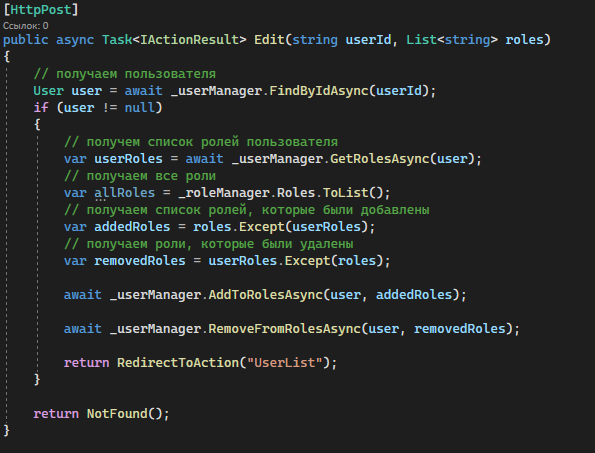 [HttpPost]
Ссылок: 0
public async Task<IActionResult> Edit(string userId, List<string> roles)
{
// получаем пользователя
User user = await _userManager.FindByIdAsync(userId);
if (user != null)
{
// получем список ролей пользователя
var userRoles = await _userManager.GetRolesAsync(user);
// получаем все роли
var allRoles = _roleManager.Roles.ToList();
// получаем список ролей, которые были добавлены
var addedRoles = roles.Except(userRoles);
// получаем роли, которые были удалены
var removedRoles = userRoles.Except(roles);
await _userManager.AddToRolesAsync(user, addedRoles);
await _userManager.RemoveFromRolesAsync(user, removedRoles);
return RedirectToAction("UserList");
}
return NotFound();
}